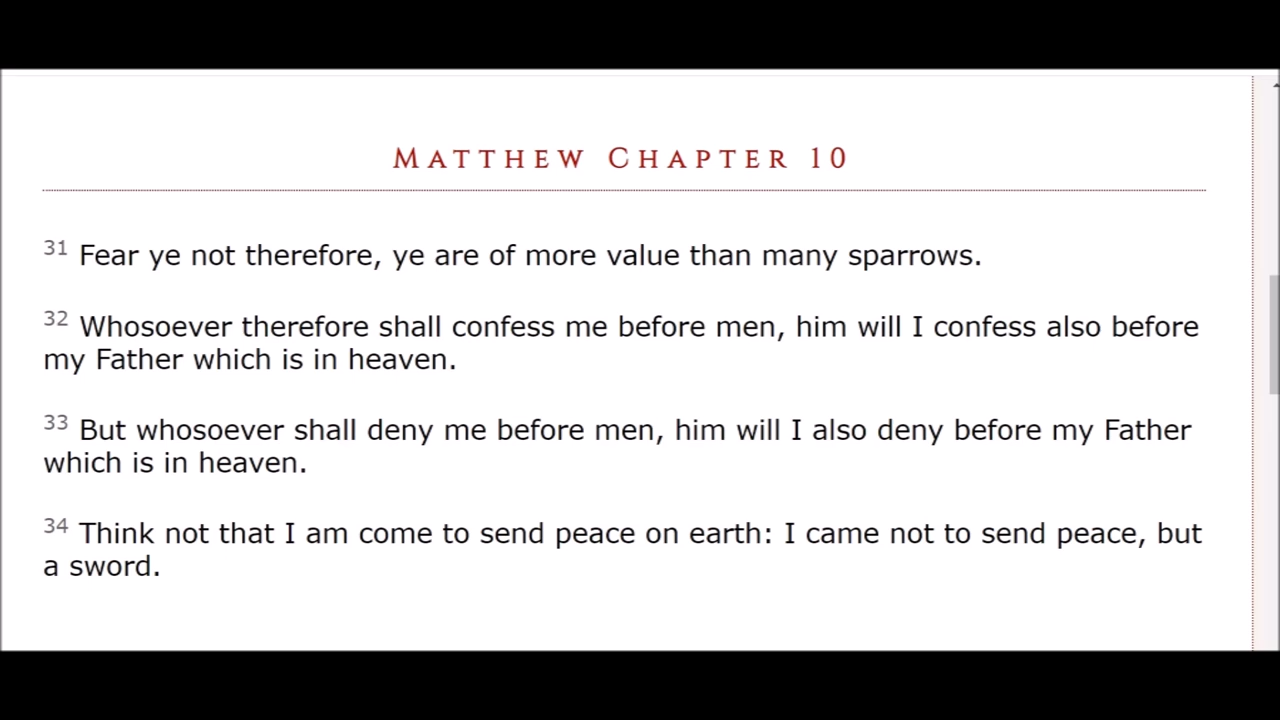 MATTHEW CHAPTER 10
31 Fear ye not therefore, ye are of more value than many sparrows.
32 Whosoever therefore shall confess me before men, him will I confess also before
my Father which is in heaven.
33 But whosoever shall deny me before men, him will I also deny before my Father
which is in heaven.
34 Think not that I am come to send peace on earth: I came not to send peace, but
a sword.